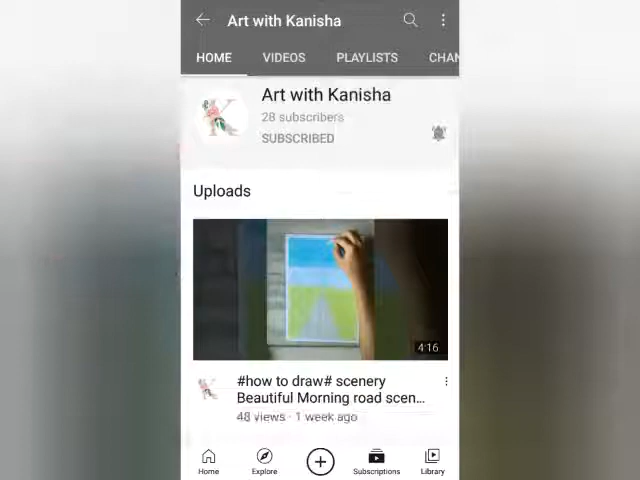 Art with Kanisha
HOME VIDEOS PLAYLISTS CHAN
Art with Kanisha
28 subscribers
SUBSCRIBED
Uploads
4:16
#how to draw# scenery
Beautiful Morning road scen...
48 views · 1 week ago
Home Explore Subscriptions Library